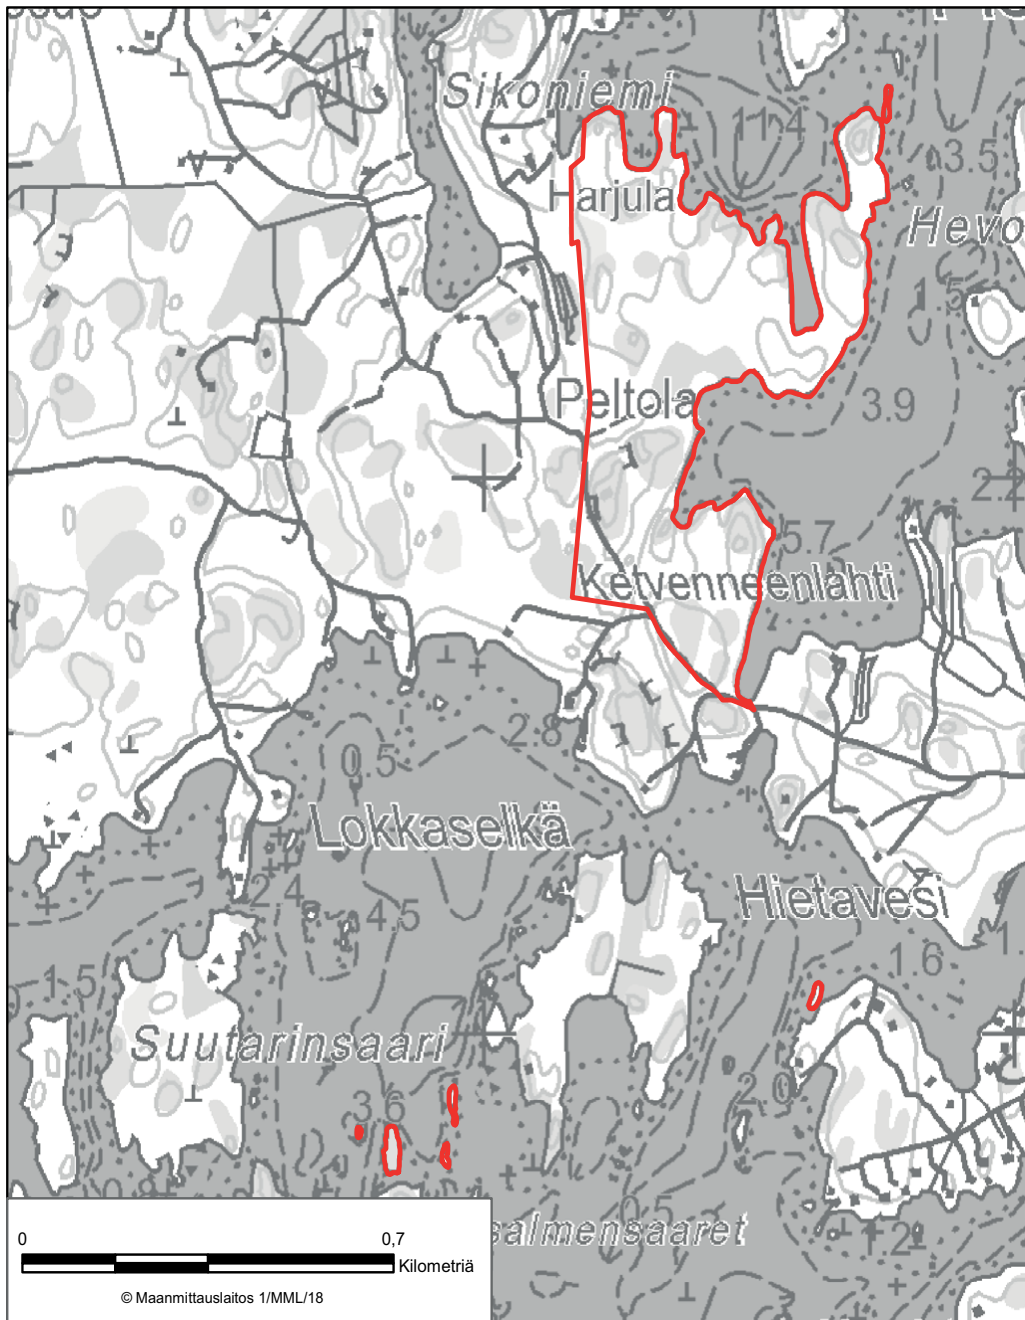 Sikoniemi
11.4
3.5
Harjula
Hevo
1.5
Peltola
3.9
2.2
5.7
Ketvenneenlahti
2.8
0.5
Lokkaselkä
2.4
Hietavesi
4.5
1.6
1.5
Suutarinsaari
2.0
3.6
0.5
salmensaaret
1.2
0 0,7
Kilometriä
© Maanmittauslaitos 1/MML/18